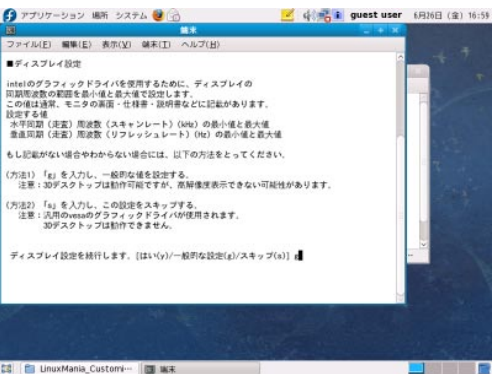 アプリケーション 場所 システム guest user 6月26日 (金) 16:59
端末
ファイル(F) 編集(E) 表示(V) 端末(T) ヘルプ(H)
■ディスプレイ設定
intelのグラフィックドライバを使用するために、ディスプレイの
同期周波数の範囲を最小値と最大値で設定します。
この値は通常、モニタの裏面・仕様書・説明書などに記載があります。
設定する値
水平同期(走査)周波数(スキャンレート)(kHz) の最小値と最大値
垂直同期(走査)周波数(リフレッシュレート)(Hz) の最小値と最大値
もし記載がない場合やわからない場合には、以下の方法をとってください。
(方法1) 「g」を入力し、一般的な値を設定する。
注意:3Dデスクトップは動作可能ですが、高解像度表示できない可能性があります。
(方法2) 「s」を入力し、この設定をスキップする。
注意:汎用のvesaのグラフィックドライバが使用されます。
3Dデスクトップは動作できません。
ディスプレイ設定を続行します。[はい(y)/一般的な設定(g)/スキップ(s)] g
LinuxMania_Customi… 端末